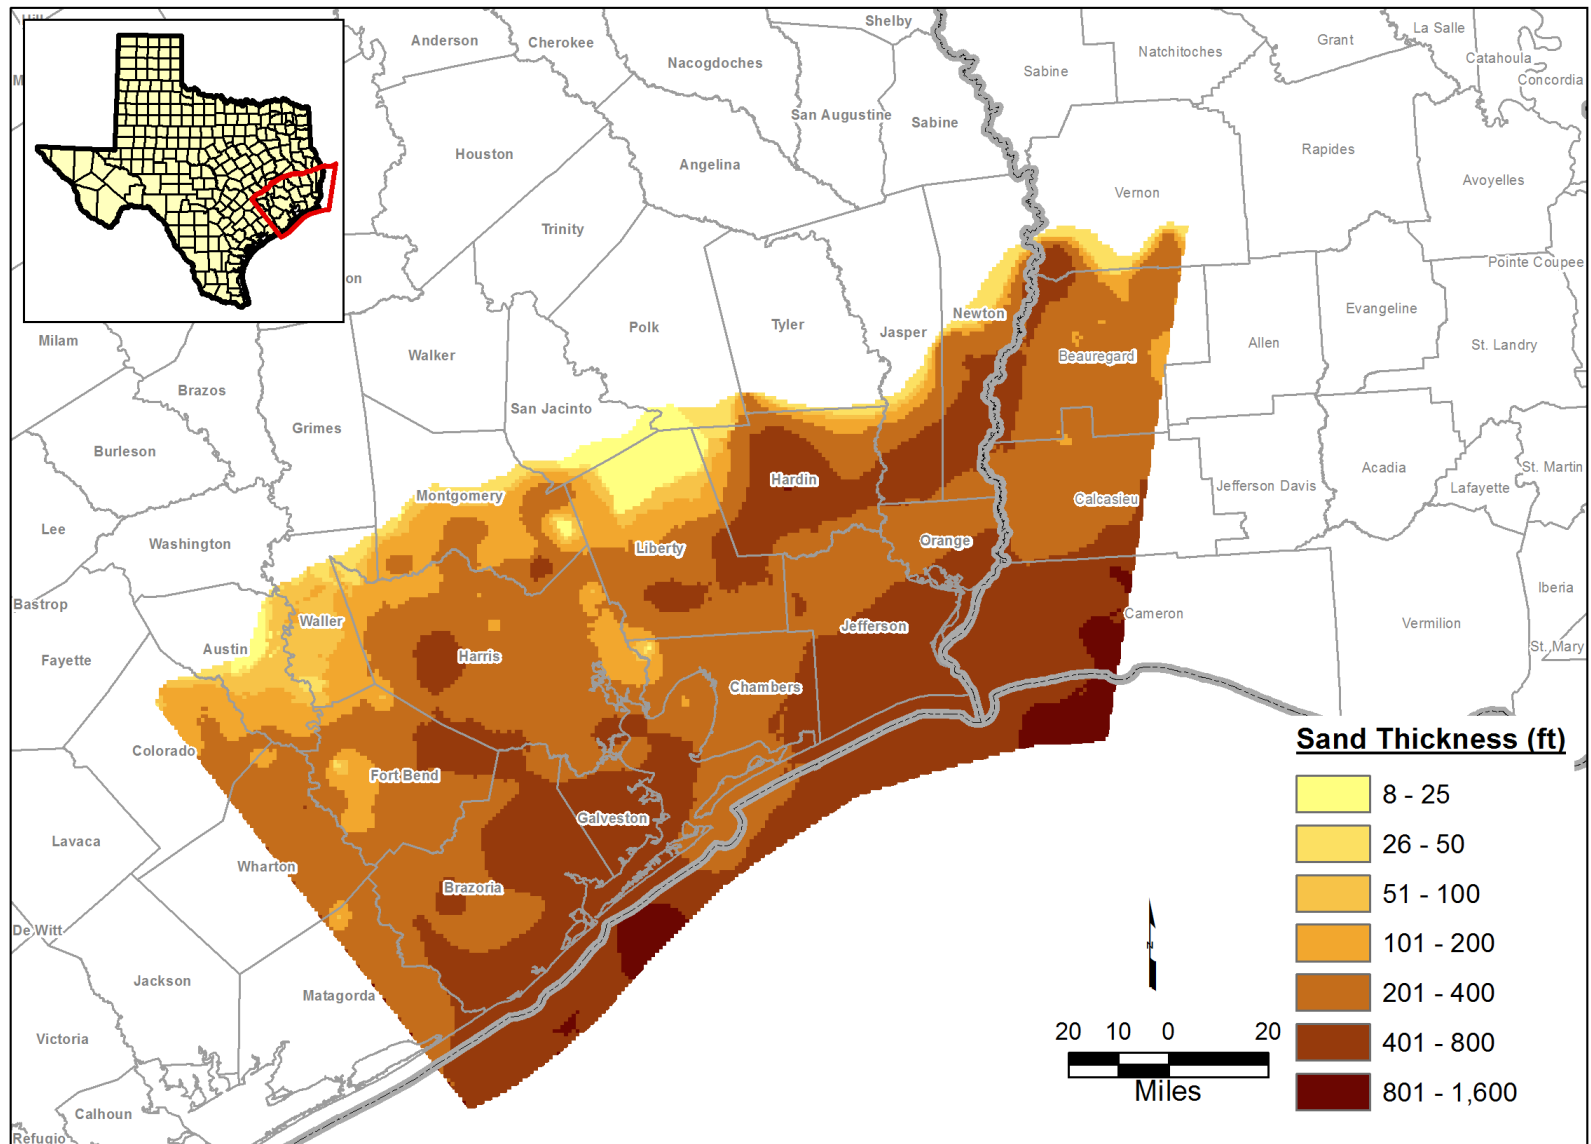 Shelby
Anderson
Cherokee
Nacogdoches
Sabine
Natchitoches
Grant
La Salle
Catahoula
Concordia
San Augustine
Sabine
Houston
Angelina
Rapides
Avoyelles
Vernon
Trinity
Pointe Coupee
on
Milam
Polk
Tyler
Newton
Jasper
Evangeline
Walker
Beauregard
Allen
St. Landry
Brazos
San Jacinto
Grimes
Burleson
Hardin
Acadia
St. Martin
Montgomery
Jefferson Davis
Lafayette
Calcasieu
Lee
Washington
Liberty
Orange
Iberia
Bastrop
Waller
Jefferson
Cameron
Vermilion
Austin
Harris
St. Mary
Fayette
Chambers
Colorado
Fort Bend
Galveston
Lavaca
Wharton
Brazoria
De Witt
Jackson
Matagorda
Victoria
Calhoun
Refugio
Sand Thickness (ft)
8 - 25
26 - 50
51 - 100
101 - 200
201 - 400
401 - 800
801 - 1,600
N
20 10 0 20
Miles